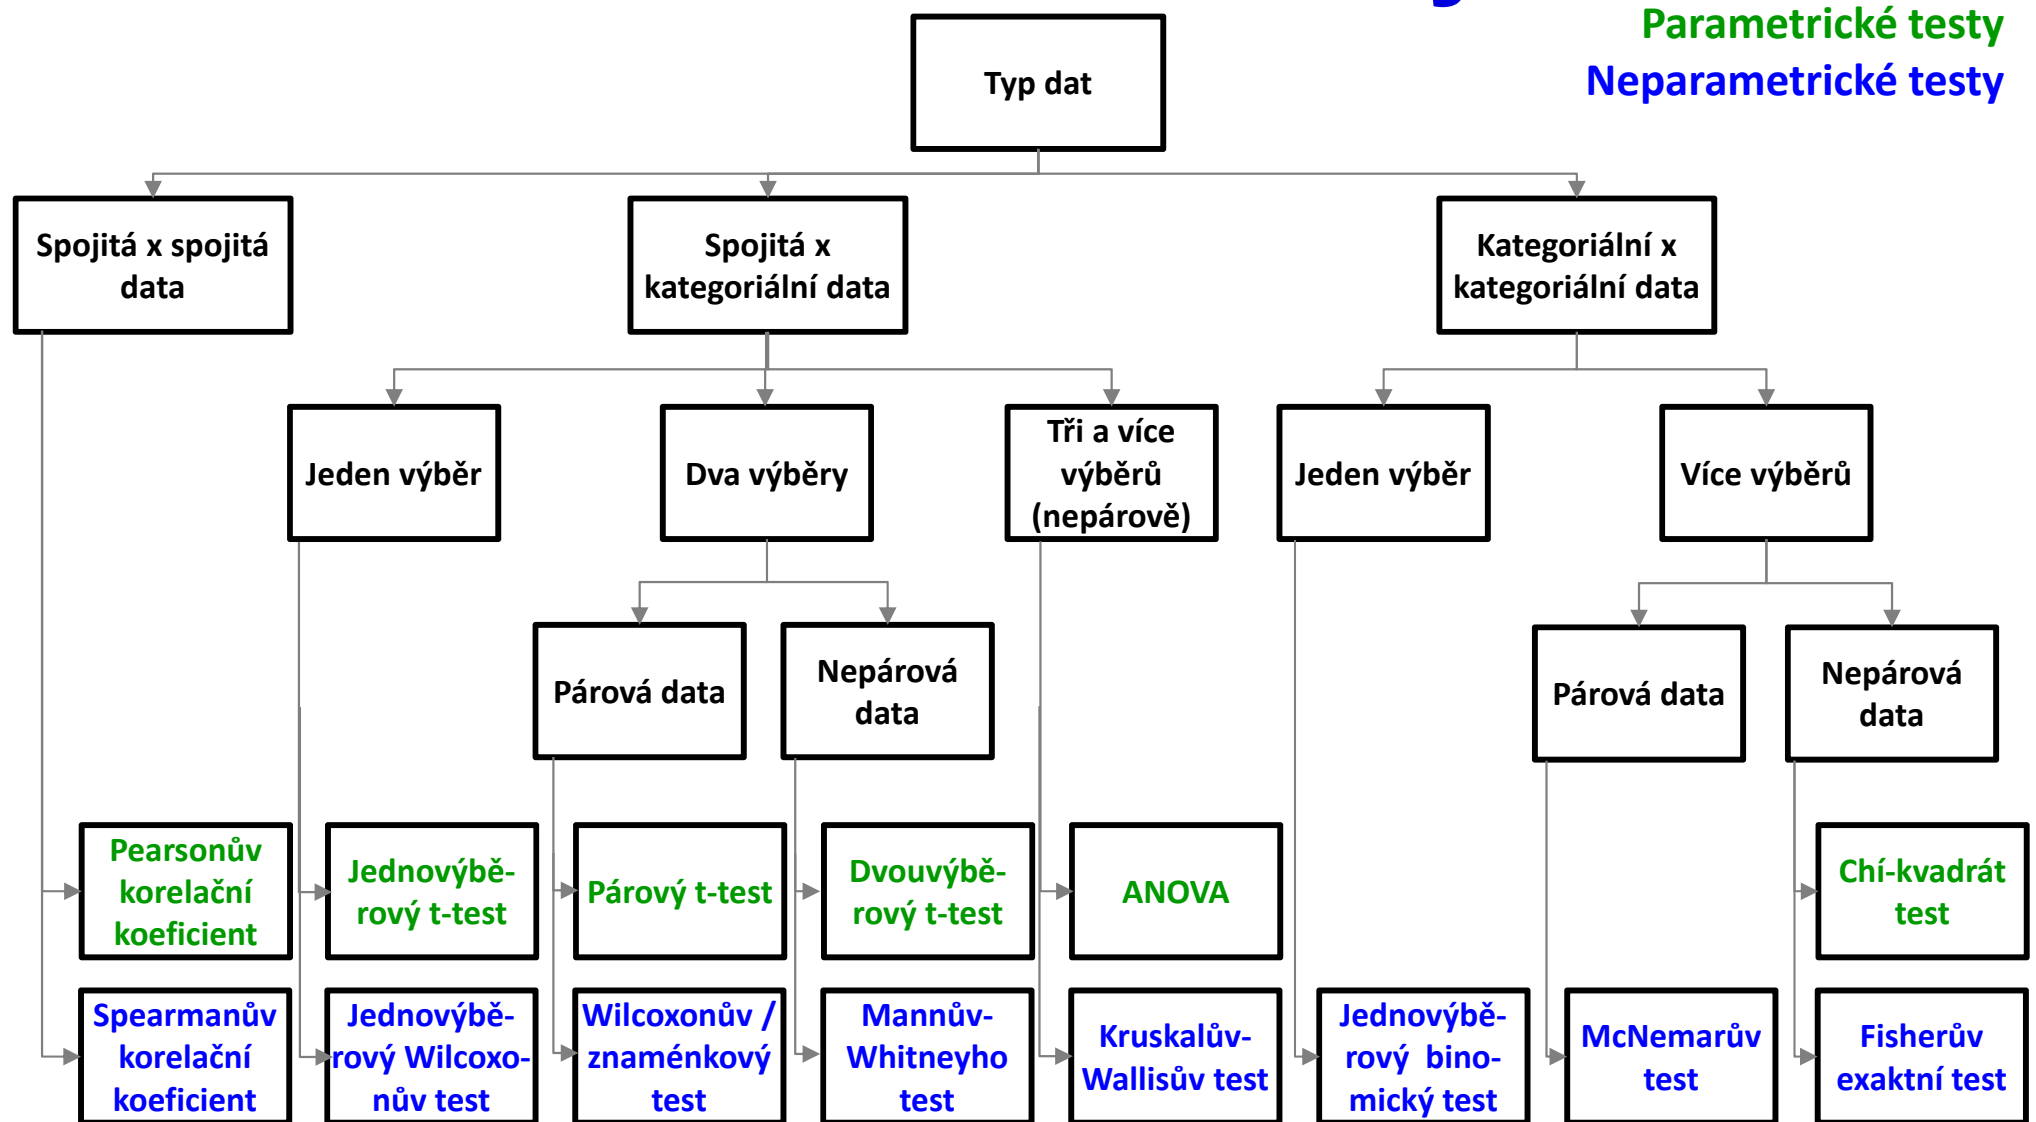 Parametrické testy
Neparametrické testy
Typ dat
Spojitá x spojitá
data
Spojitá x
kategoriální data
Kategoriální x
kategoriální data
Jeden výběr
Dva výběry
Tři a více
výběrů
(nepárově)
Jeden výběr
Více výběrů
Párová data
Nepárová
data
Párová data
Nepárová
data
Pearsonův
korelační
koeficient
Jednovýbě-
rový t-test
Párový t-test
Dvouvýbě-
rový t-test
ANOVA
Chí-kvadrát
test
Spearmanův
korelační
koeficient
Jednovýbě-
rový Wilcoxo-
nův test
Wilcoxonův /
znaménkový
test
Mannův-
Whitneyho
test
Kruskalův-
Wallisův test
Jednovýbě-
rový bino-
mický test
McNemarův
test
Fisherův
exaktní test